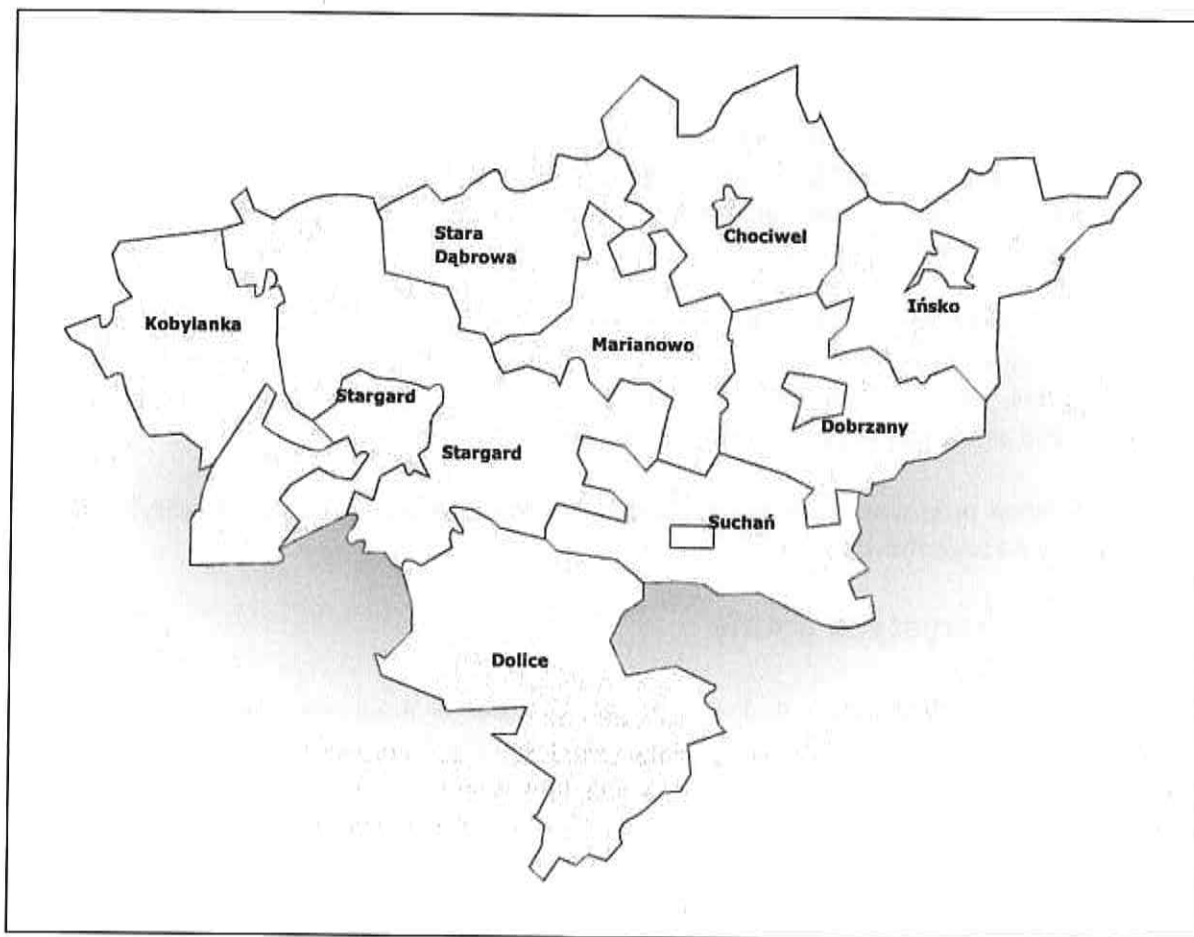 Stara
Dąbrowa
Chociwel
Ińsko
Kobylanka
Marianowo
Stargard
Dobrzany
Stargard
Suchań
Dolice